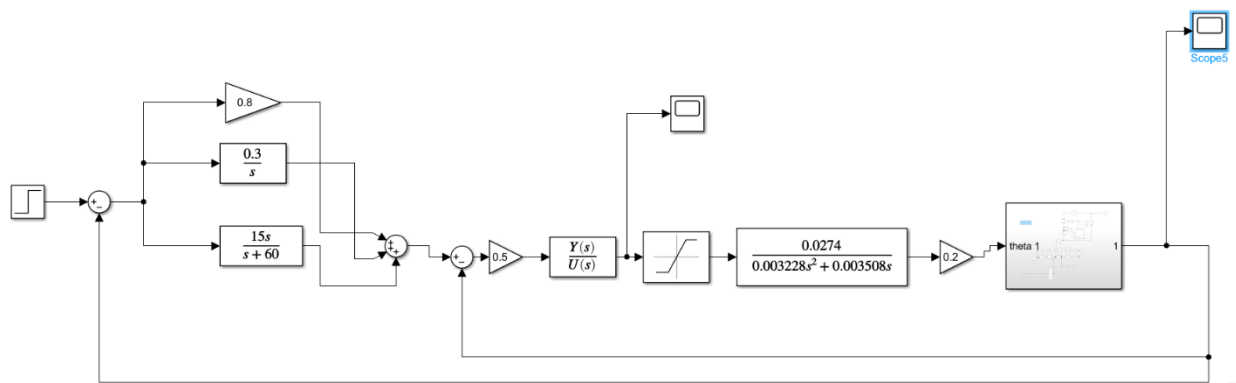 Scope5
0.8
0.3
s
+
−
15s
s + 60
+
+
+
+
−
0.5
Y(s)
U(s)
0.0274
0.003228s² + 0.003508s
0.2
theta 1
1